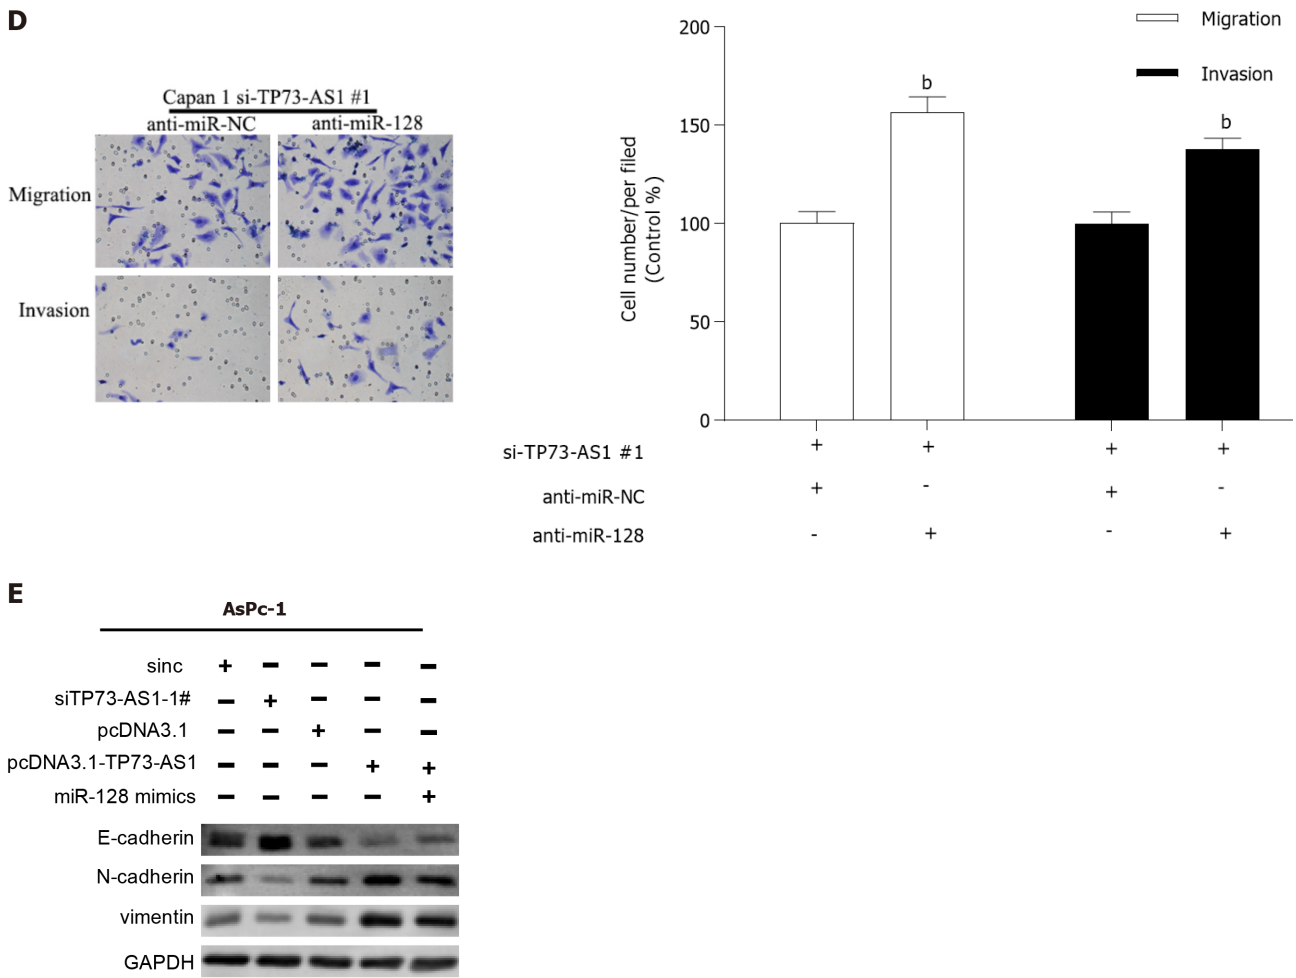 D
Capan 1 si-TP73-AS1 #1
anti-miR-NC anti-miR-128
Migration
Invasion
Migration
Invasion
Cell number/per filed
(Control %)
200
150
100
50
0
b
b
si-TP73-AS1 #1 + + + +
anti-miR-NC + - + -
anti-miR-128 - + - +
E
AsPc-1
sinc + - - - -
siTP73-AS1-1# - + - - -
pcDNA3.1 - - + - -
pcDNA3.1-TP73-AS1 - - - + +
miR-128 mimics - - - - +
E-cadherin
N-cadherin
vimentin
GAPDH